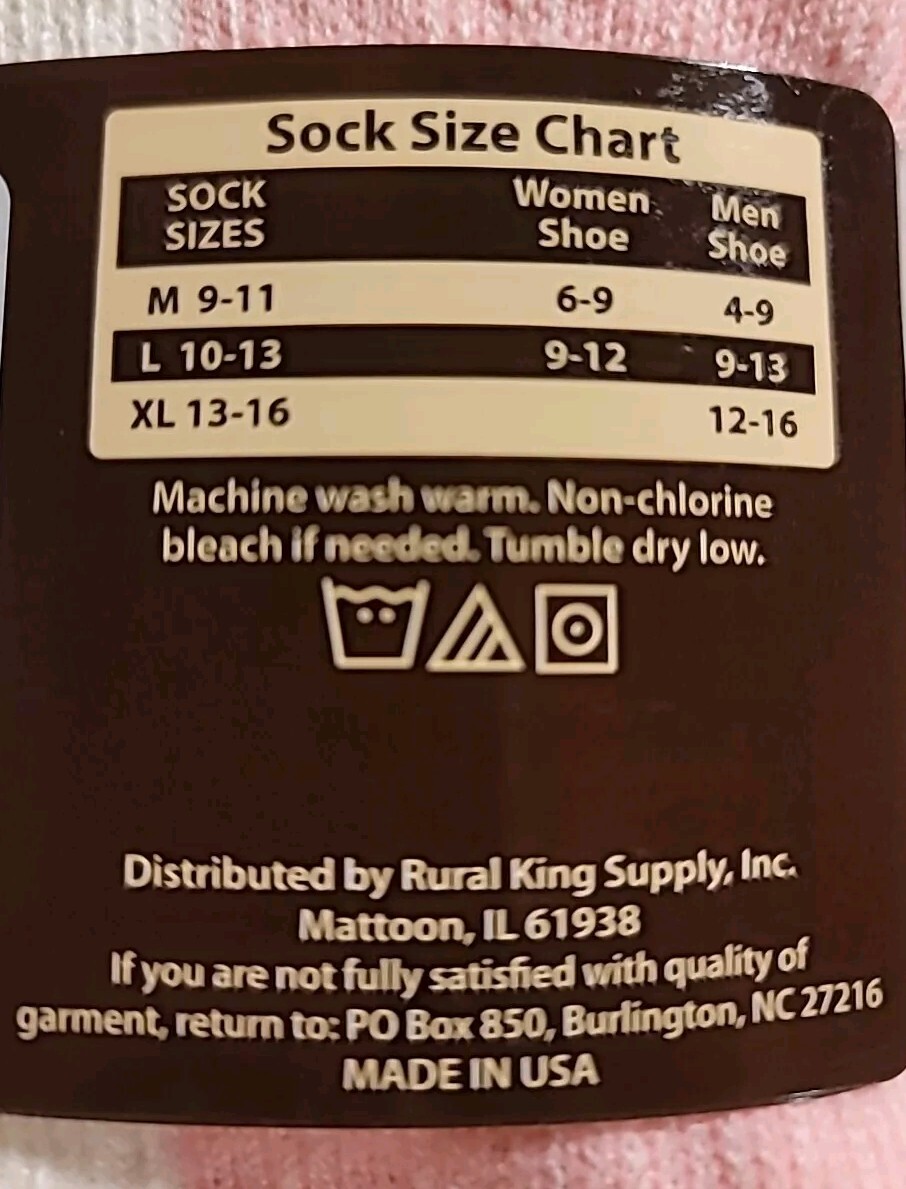 Sock Size Chart
SOCK SIZES Women Shoe Men Shoe
M 9-11 6-9 4-9
L 10-13 9-12 9-13
XL 13-16 12-16
Machine wash warm. Non-chlorine
bleach if needed. Tumble dry low.
Distributed by Rural King Supply, Inc.
Mattoon, IL 61938
If you are not fully satisfied with quality of
garment, return to: PO Box 850, Burlington, NC 27216
MADE IN USA